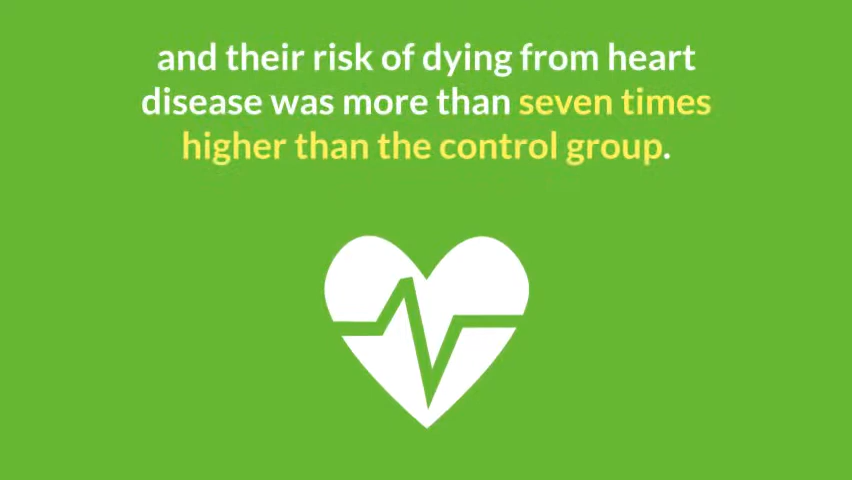 and their risk of dying from heart
disease was more than seven times
higher than the control group.